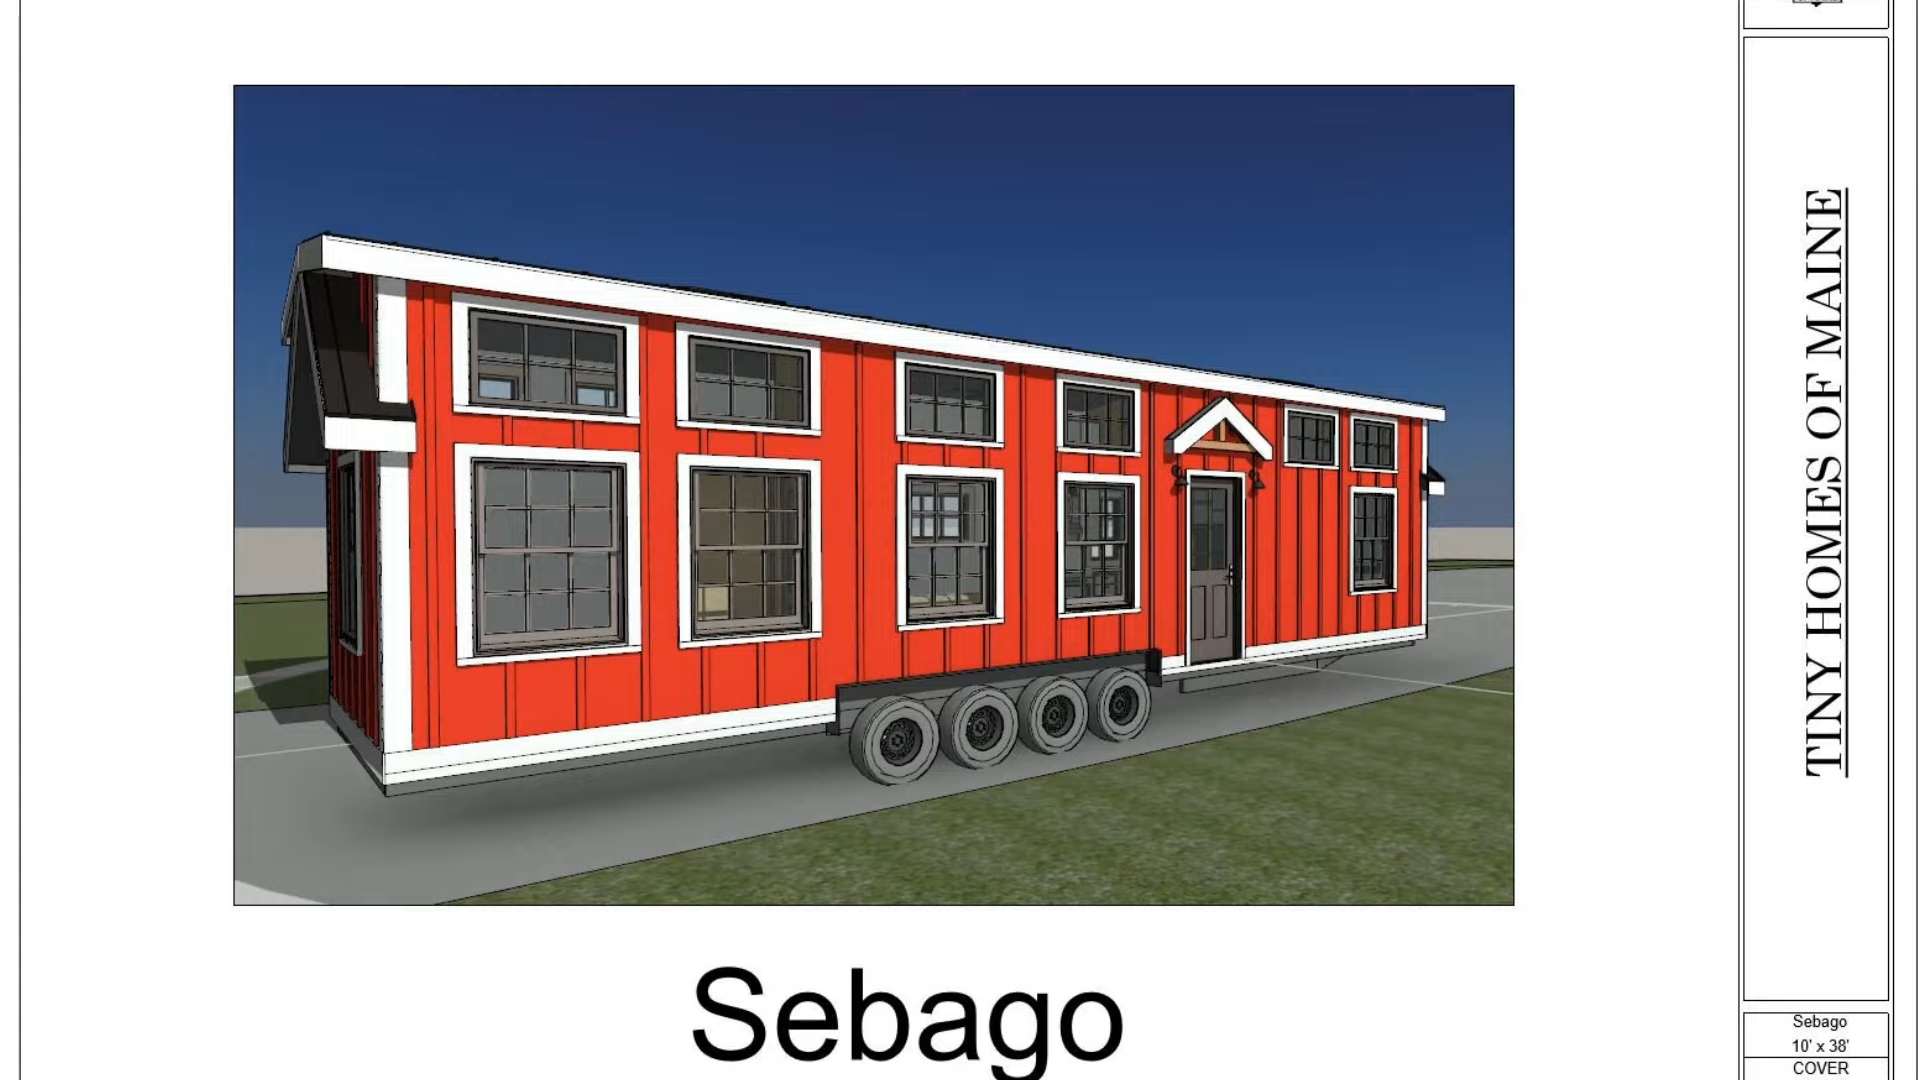 Sebago
TINY HOMES OF MAINE
Sebago
10' x 38'
COVER